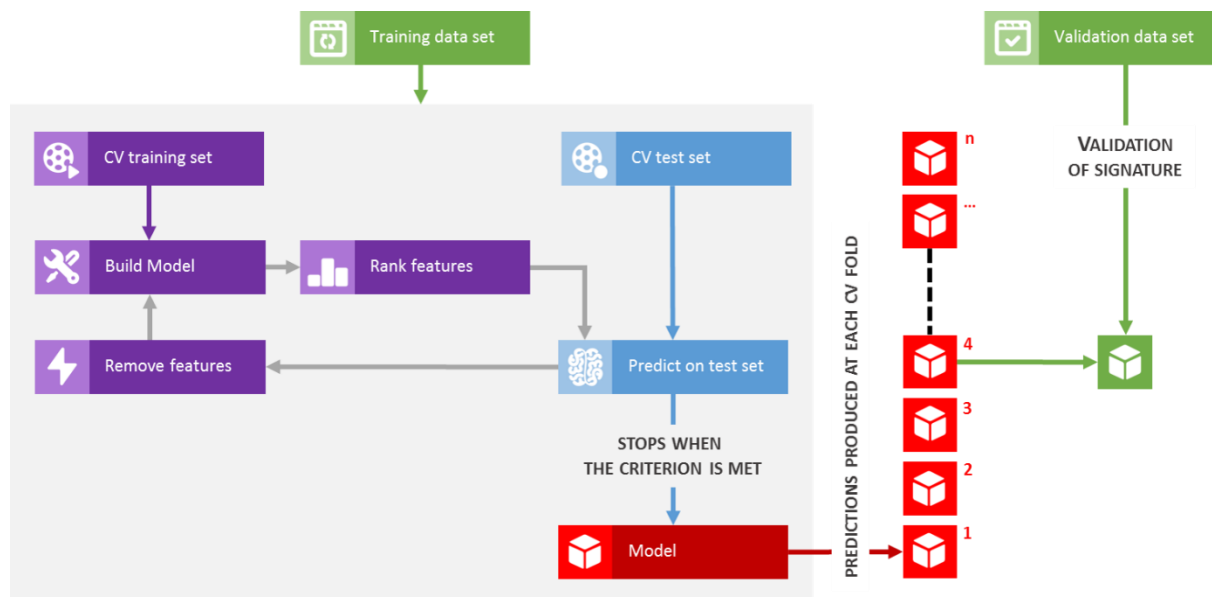 Training data set
Validation data set
CV training set
CV test set
n
VALIDATION
OF SIGNATURE
...
Build Model
Rank features
Remove features
Predict on test set
4
3
STOPS WHEN
THE CRITERION IS MET
2
Model
1
PREDICTIONS PRODUCED AT EACH CV FOLD